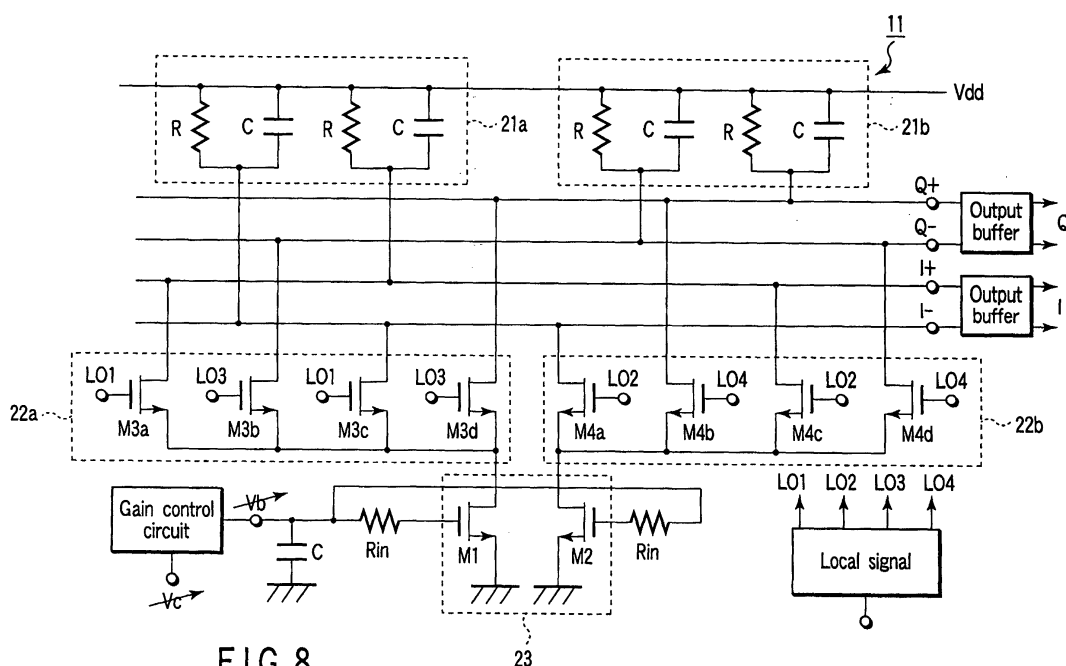 11
Vdd
R
C
R
C
21a
R
C
R
C
21b
Q+
Q-
I+
I-
Output buffer
Q
Output buffer
I
LO1
LO3
LO1
LO3
LO2
LO4
LO2
LO4
22a
M3a
M3b
M3c
M3d
M4a
M4b
M4c
M4d
22b
Gain control circuit
Vb
Vc
C
Rin
M1
M2
Rin
LO1
LO2
LO3
LO4
Local signal
23
FIG. 8